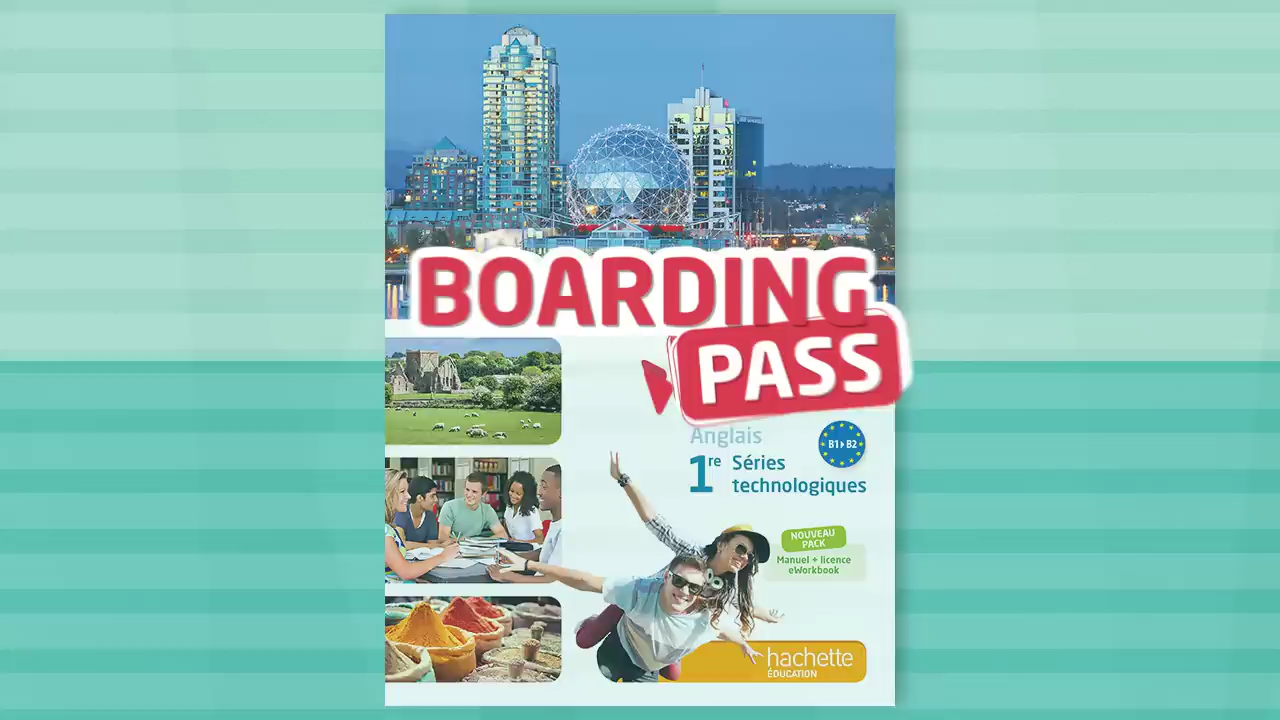 BOARDING
PASS
Anglais
B1 B2
1re Séries
technologiques
NOUVEAU
PACK
Manuel + licence
eWorkbook
hachette
ÉDUCATION